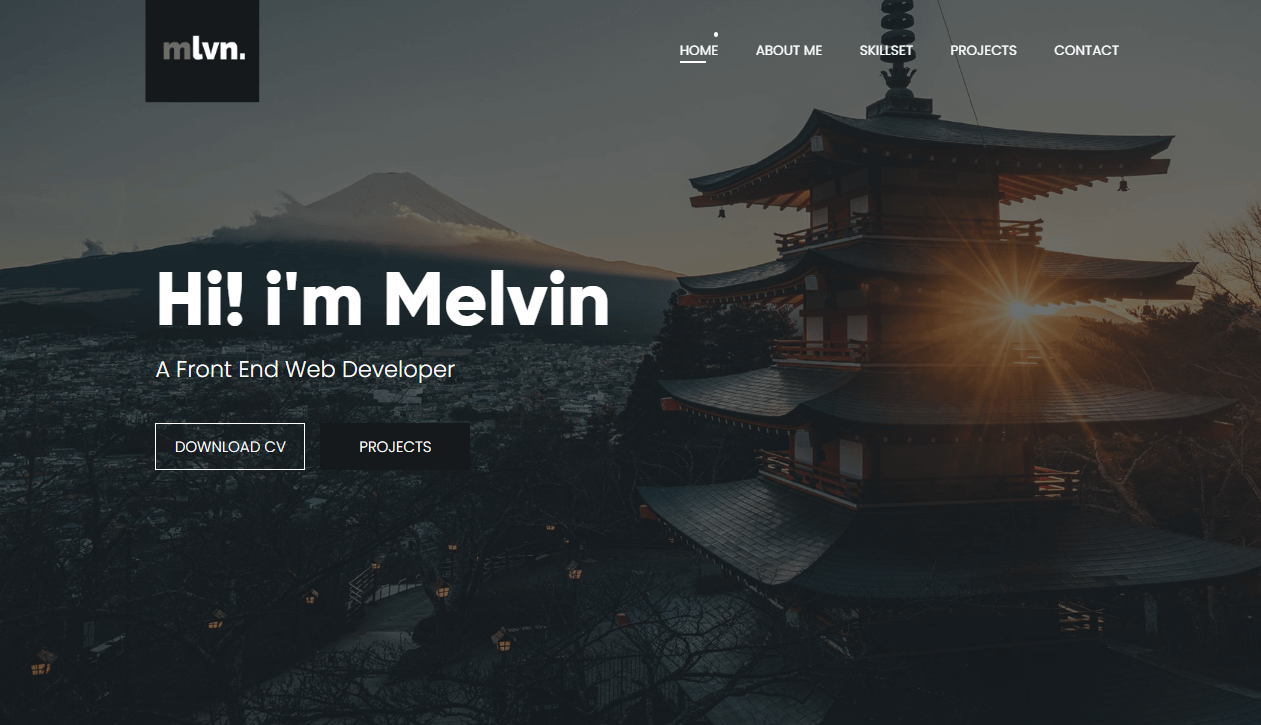 mlvn.
HOME ABOUT ME SKILLSET PROJECTS CONTACT
Hi! i'm Melvin
A Front End Web Developer
DOWNLOAD CV PROJECTS